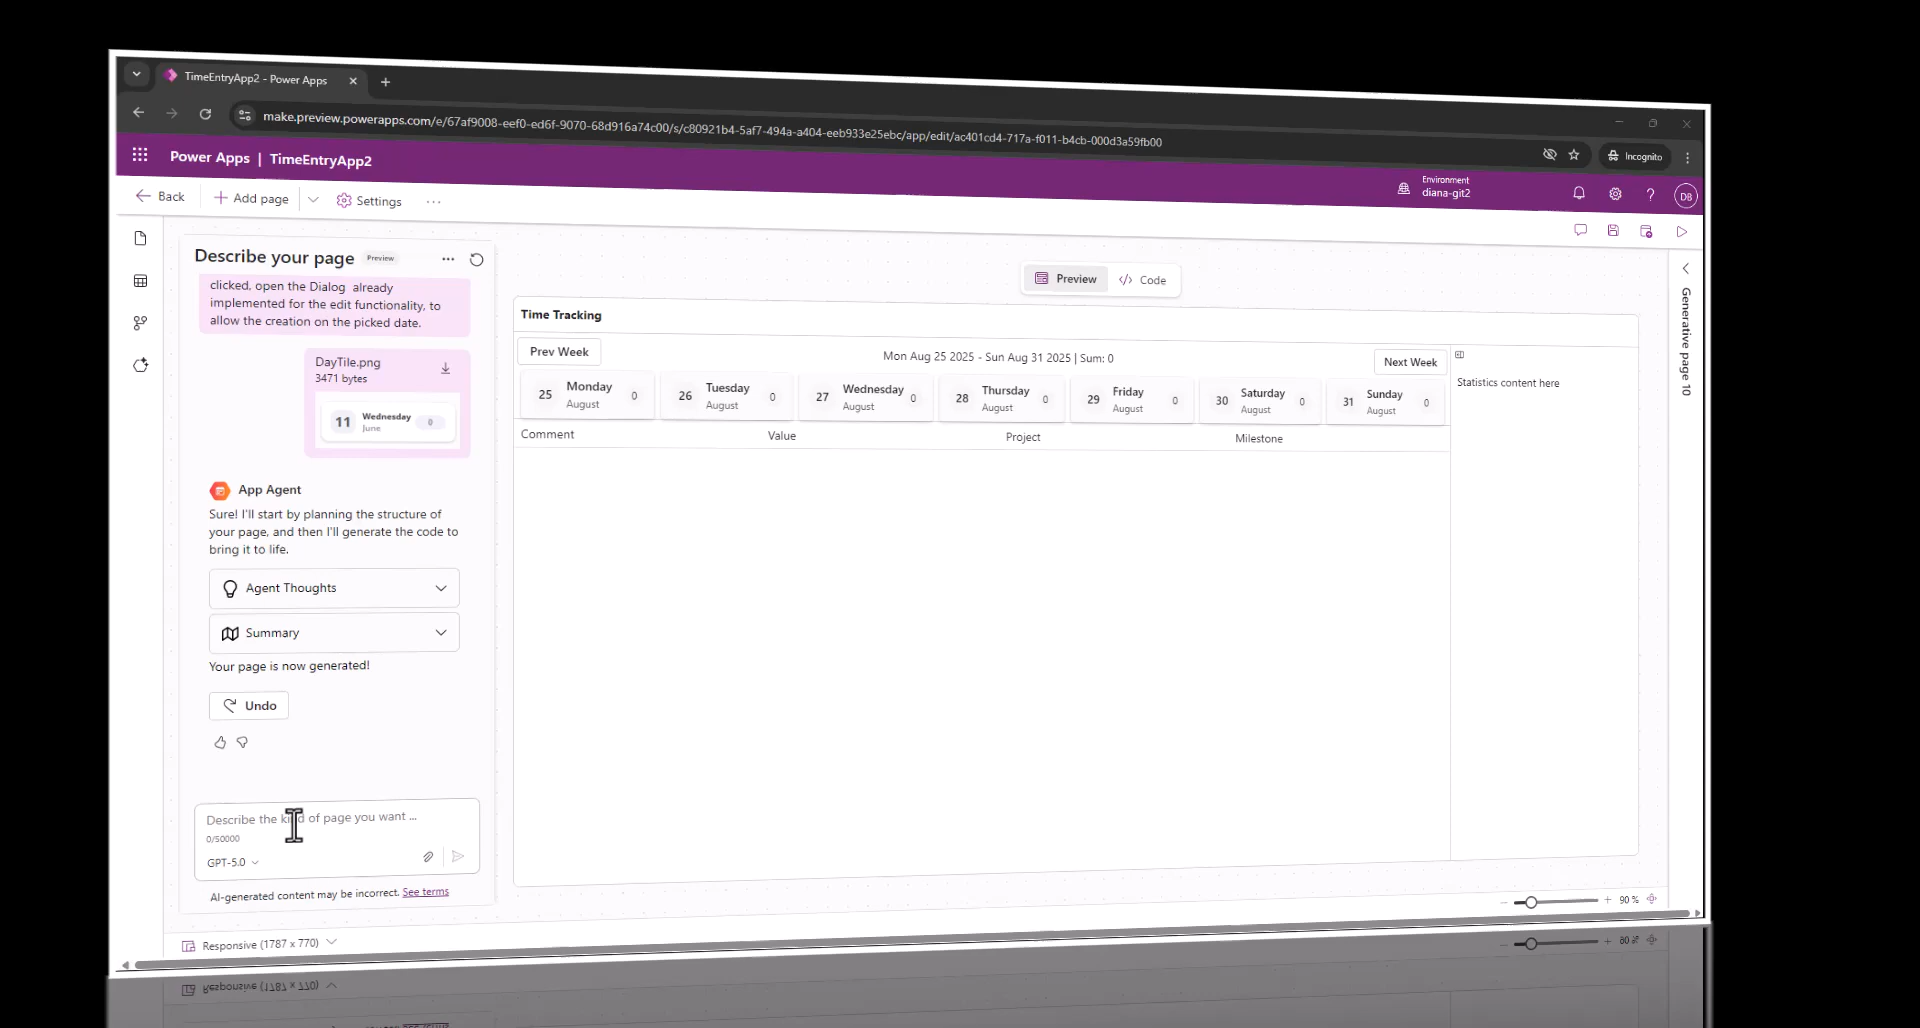 TimeEntryApp2 - Power Apps
make.preview.powerapps.com/e/67af9008-eef0-ed6f-9070-68d916a74c00/s/c80921b4-5af7-494a-a404-eeb933e25ebc/app/edit/ac401cd4-717a-f011-b4cb-000d3a59fb00
Incognito
Power Apps | TimeEntryApp2
Environment
diana-git2
?
DB
Back
Add page
Settings
Describe your page Preview
clicked, open the Dialog already
implemented for the edit functionality, to
allow the creation on the picked date.
DayTile.png
3471 bytes
11 Wednesday 0
June
App Agent
Sure! I'll start by planning the structure of
your page, and then I'll generate the code to
bring it to life.
Agent Thoughts
Summary
Your page is now generated!
Undo
Describe the kind of page you want ...
0/50000
GPT-5.0
AI-generated content may be incorrect. See terms
Preview </> Code
Time Tracking
Prev Week
Mon Aug 25 2025 - Sun Aug 31 2025 | Sum: 0
Next Week
25 Monday 0
August
26 Tuesday 0
August
27 Wednesday 0
August
28 Thursday 0
August
29 Friday 0
August
30 Saturday 0
August
31 Sunday 0
August
Comment Value Project Milestone
Statistics content here
Generative page 10
90 %
Responsive (1787 x 770)